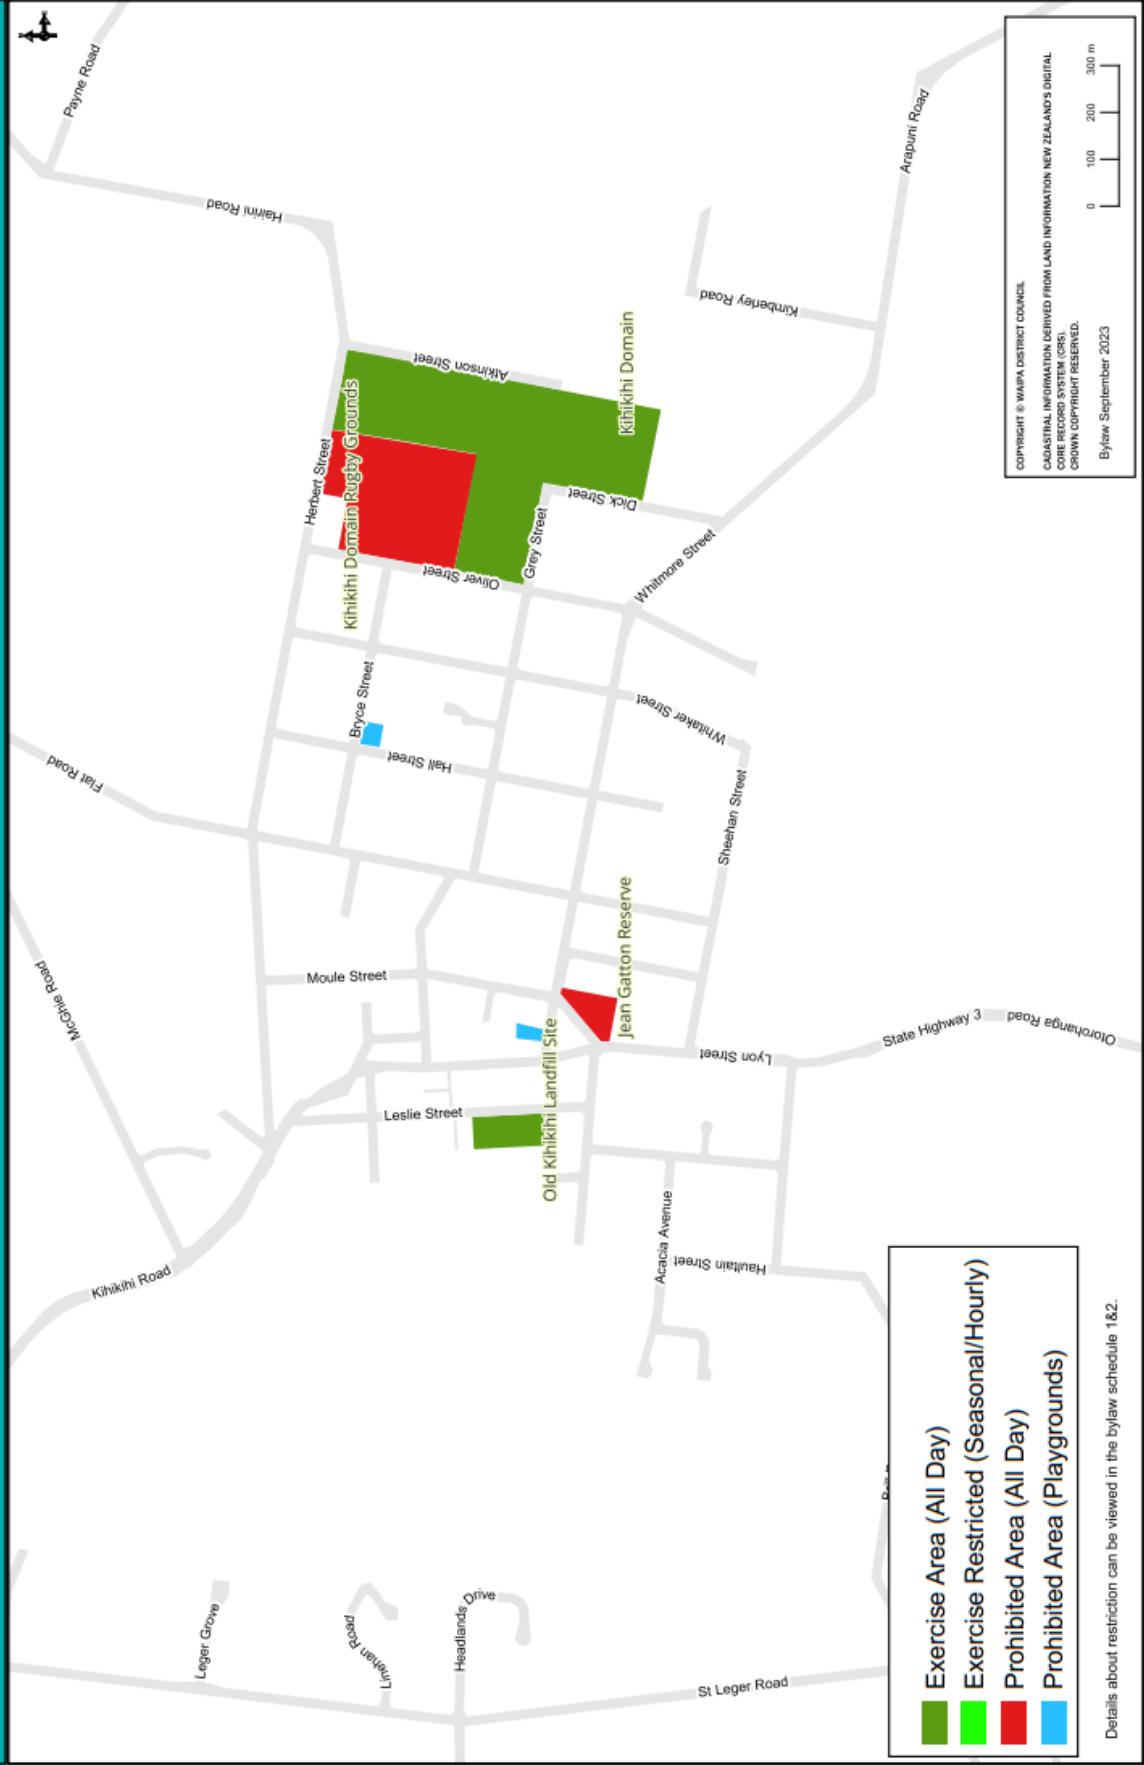 Payne Road
Hairini Road
Arapuni Road
Kimberley Road
Atkinson Street
Kihikihi Domain
Herbert Street
Kihikihi Domain Rugby Grounds
Dick Street
Grey Street
Oliver Street
Whitmore Street
Bryce Street
Whitaker Street
Hall Street
Flat Road
Sheehan Street
Jean Gatton Reserve
McGhie Road
Moule Street
State Highway 3
Otorohanga Road
Lyon Street
Old Kihikihi Landfill Site
Leslie Street
Acacia Avenue
Haultain Street
Kihikihi Road
Leger Grove
Linehan Road
Headlands Drive
St Leger Road
COPYRIGHT © WAIPA DISTRICT COUNCIL
CADASTRAL INFORMATION DERIVED FROM LAND INFORMATION NEW ZEALAND'S DIGITAL
CORE RECORD SYSTEM (CRS).
CROWN COPYRIGHT RESERVED.
Bylaw September 2023
0 100 200 300 m
Exercise Area (All Day)
Exercise Restricted (Seasonal/Hourly)
Prohibited Area (All Day)
Prohibited Area (Playgrounds)
Details about restriction can be viewed in the bylaw schedule 1&2.